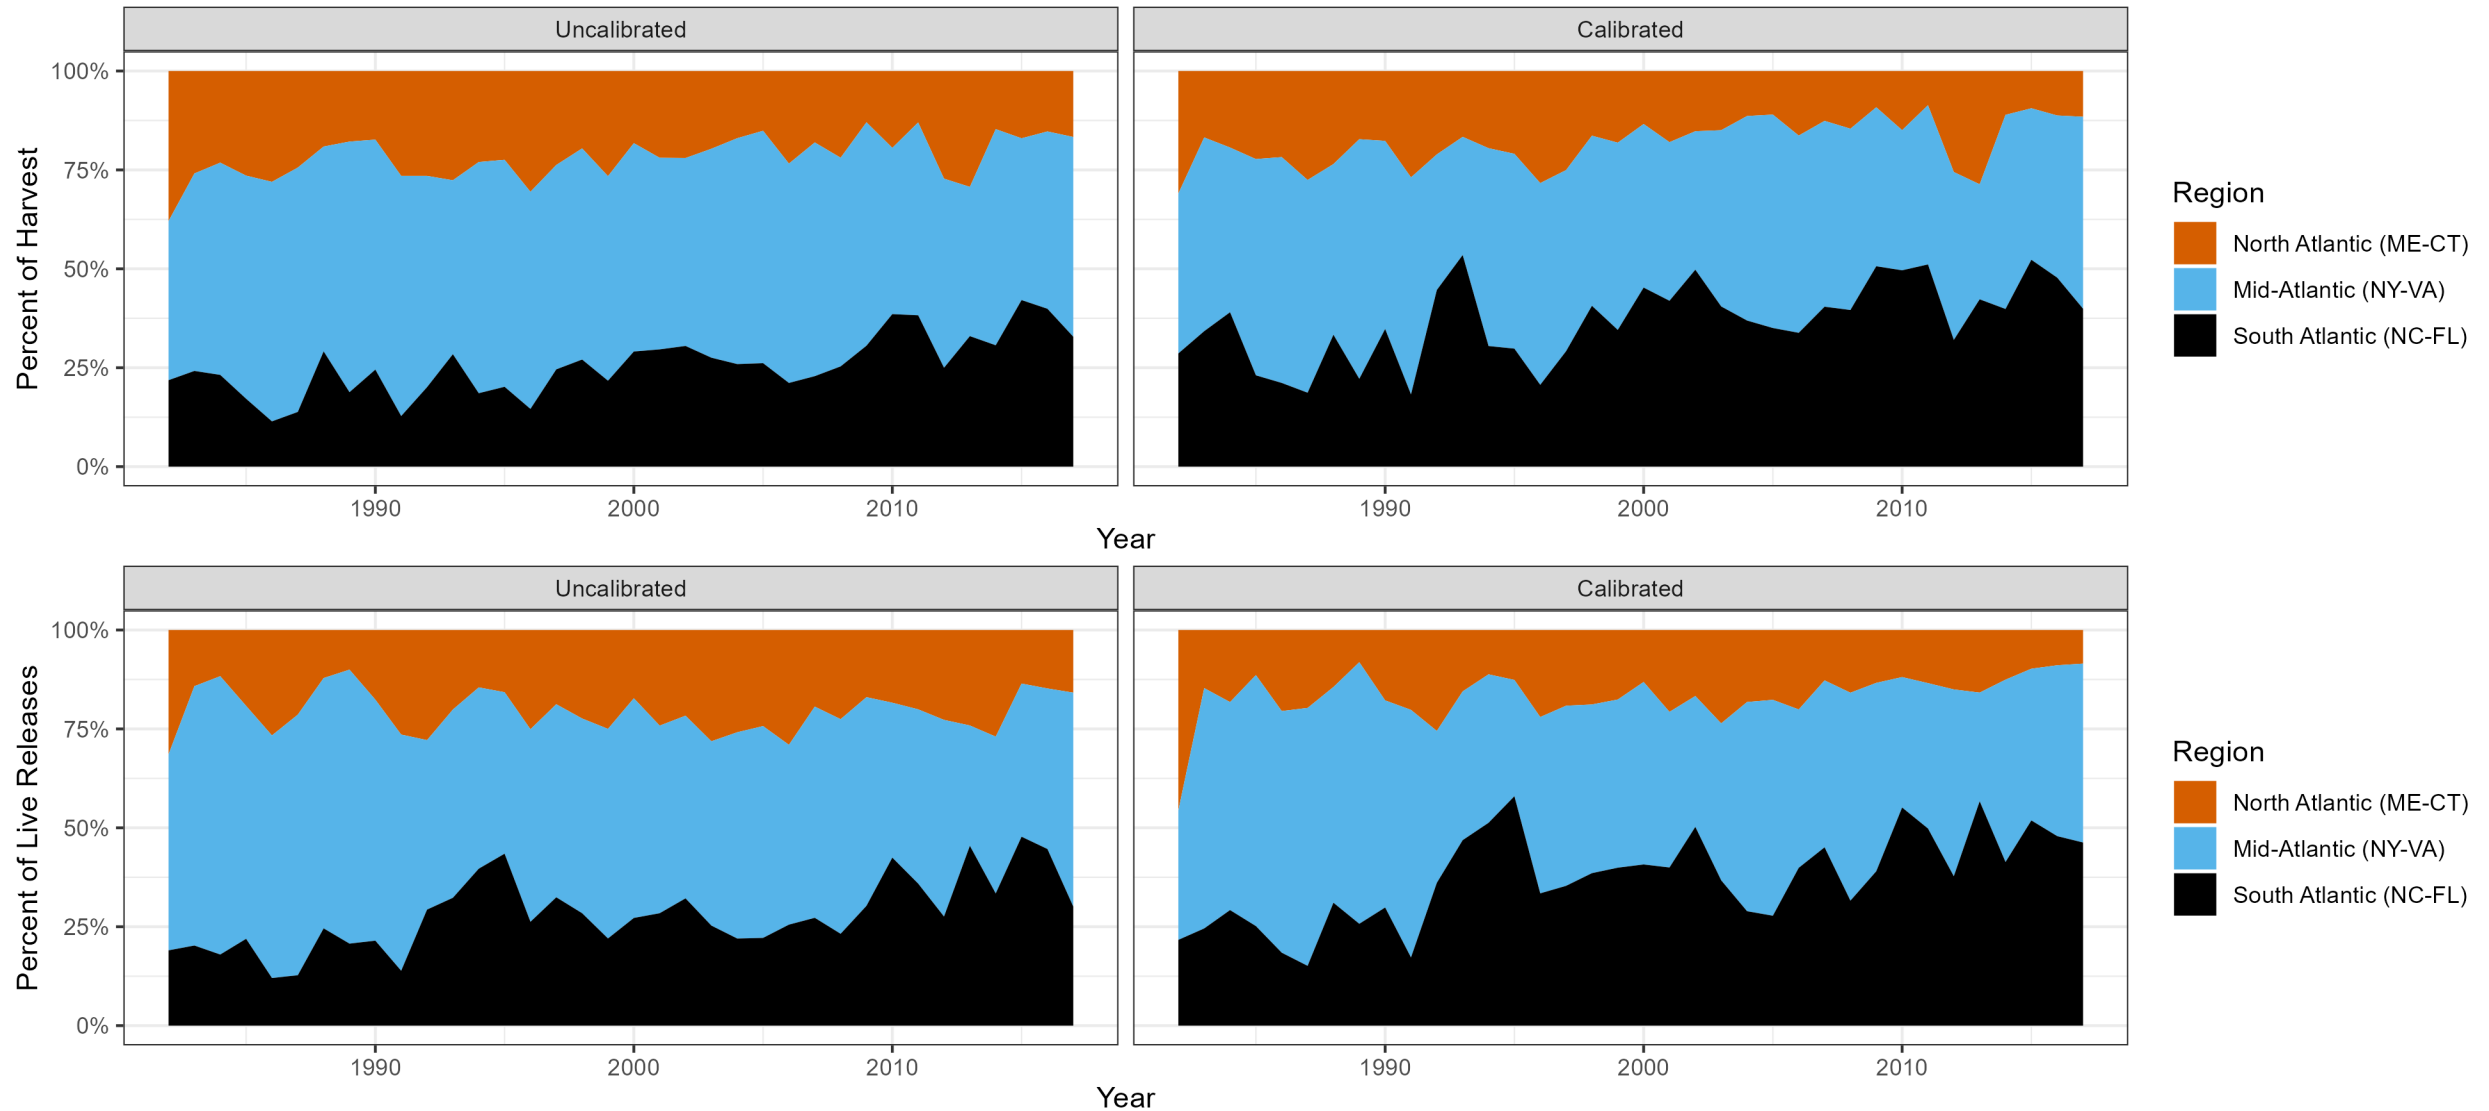 Uncalibrated
Calibrated
Percent of Harvest
100%
75%
50%
25%
0%
1990
2000
2010
1990
2000
2010
Year
Region
North Atlantic (ME-CT)
Mid-Atlantic (NY-VA)
South Atlantic (NC-FL)
Uncalibrated
Calibrated
Percent of Live Releases
100%
75%
50%
25%
0%
1990
2000
2010
1990
2000
2010
Year
Region
North Atlantic (ME-CT)
Mid-Atlantic (NY-VA)
South Atlantic (NC-FL)